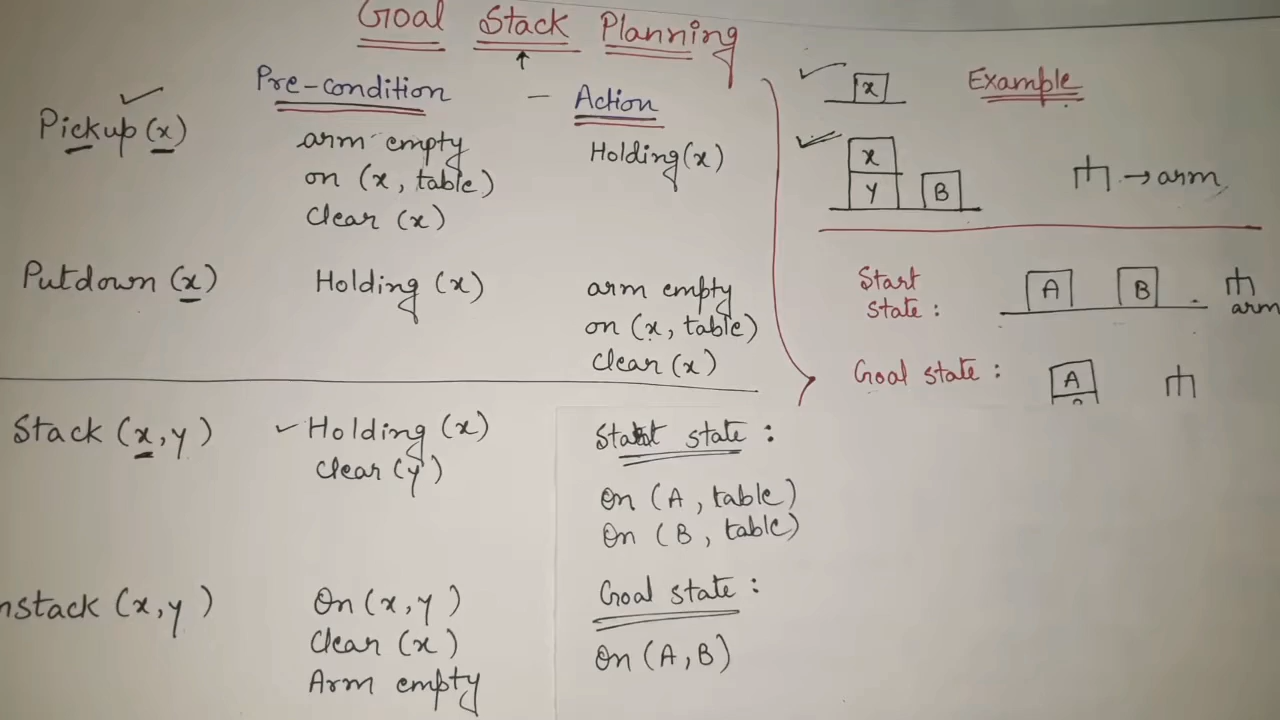 Goal Stack Planning
Pre-condition - Action
Pickup (x)
arm empty
on (x, table)
Clear (x)
Holding (x)
Putdown (x)
Holding (x)
arm empty
on (x, table)
Clear (x)
Stack (x, y)
Holding (x)
Clear (y)
nstack (x, y)
On (x, y)
Clear (x)
Arm empty
Example
x
x
y
B
→ arm
Start
state :
A
B
arm
Goal state :
A
Start state :
On (A, table)
On (B, table)
Goal state :
On (A, B)